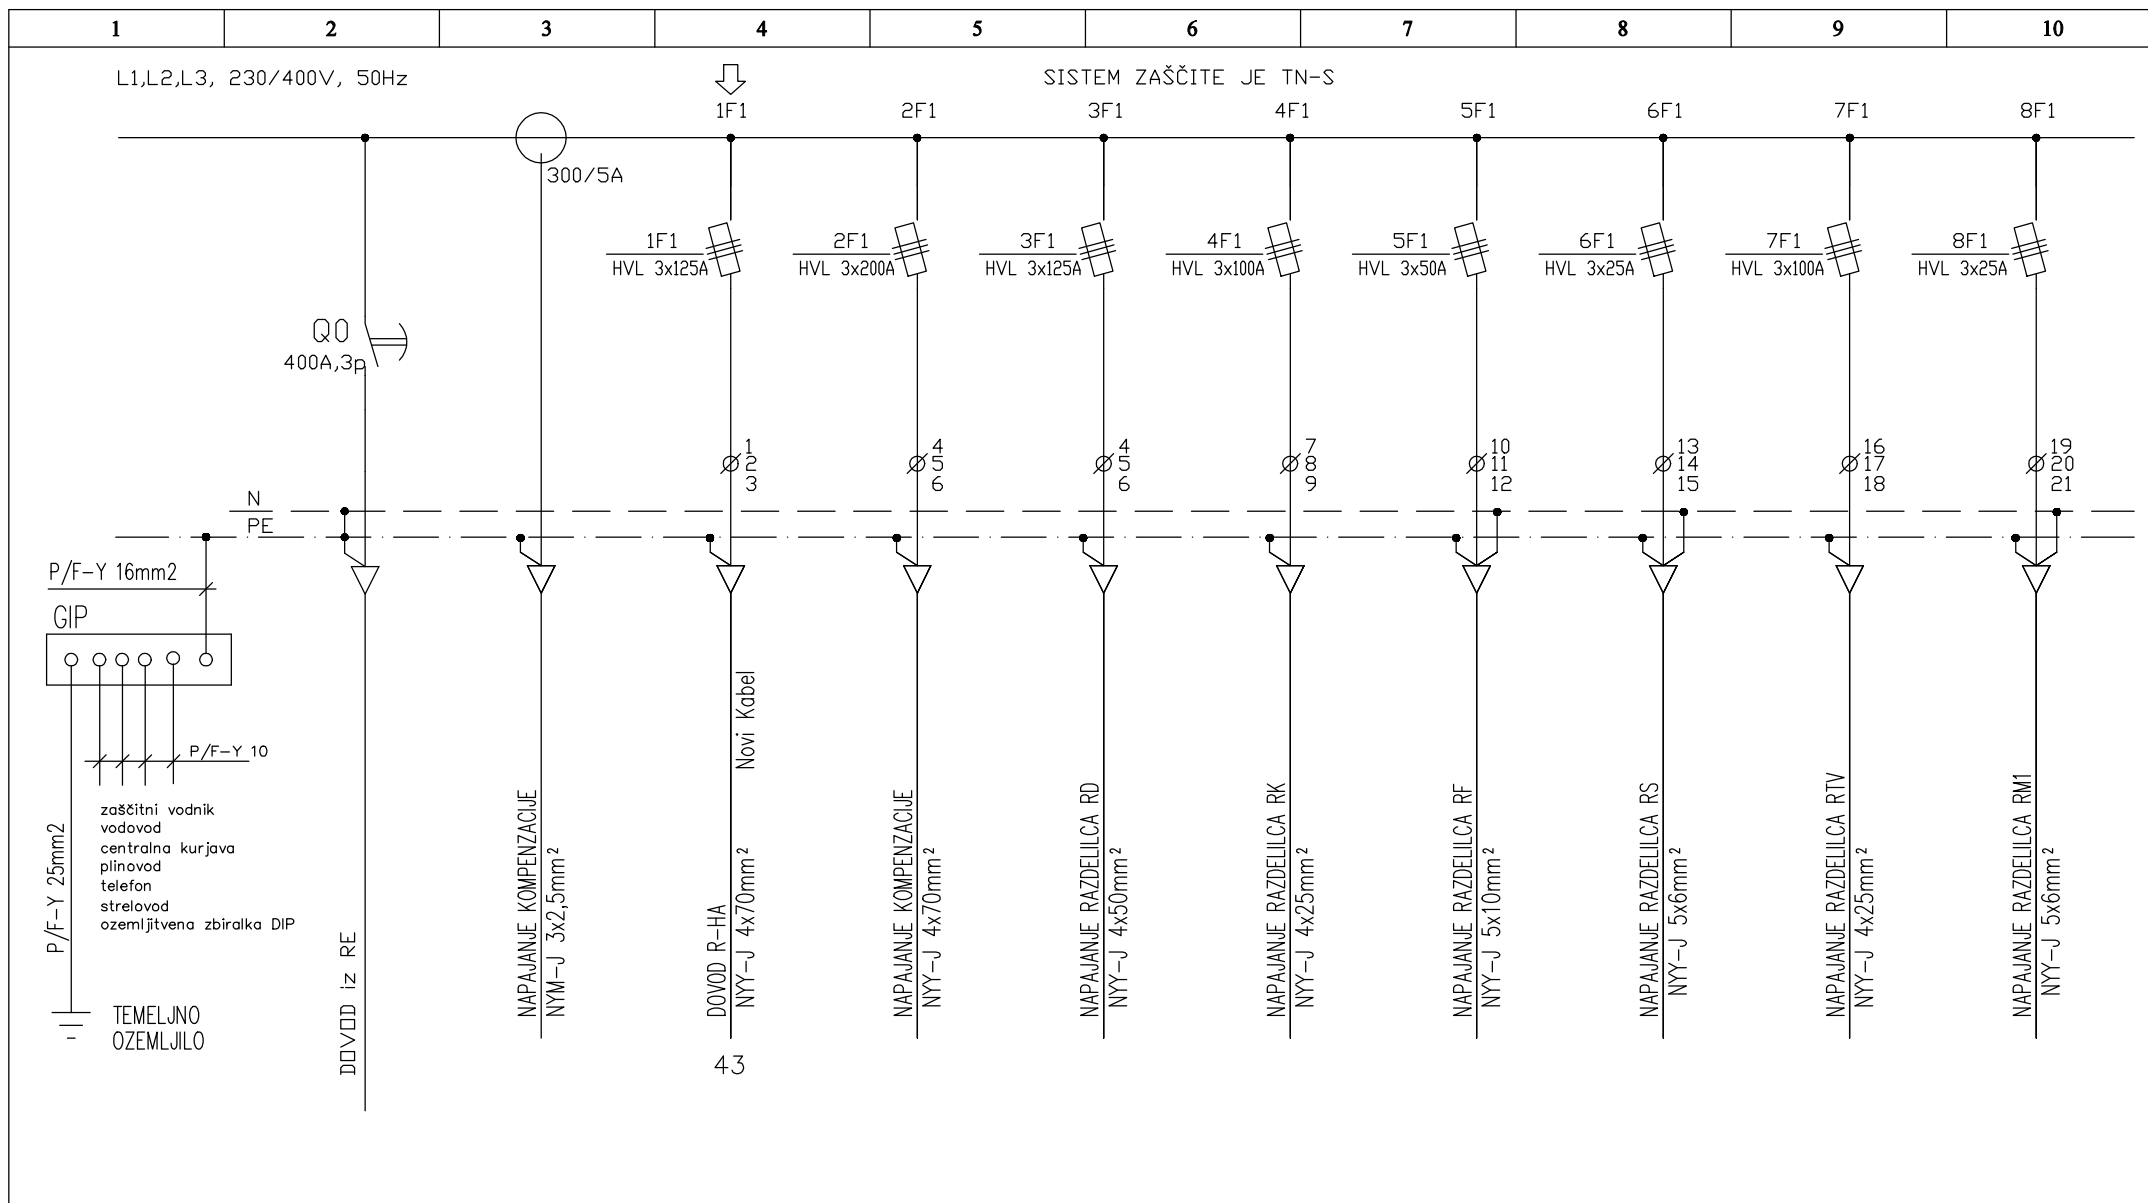 1 2 3 4 5 6 7 8 9 10
L1,L2,L3, 230/400V, 50Hz
SISTEM ZAŠČITE JE TN-S
1F1 2F1 3F1 4F1 5F1 6F1 7F1 8F1
300/5A
1F1
HVL 3x125A
2F1
HVL 3x200A
3F1
HVL 3x125A
4F1
HVL 3x100A
5F1
HVL 3x50A
6F1
HVL 3x25A
7F1
HVL 3x100A
8F1
HVL 3x25A
Q0
400A,3p
1
2
3
4
5
6
4
5
6
7
8
9
10
11
12
13
14
15
16
17
18
19
20
21
N
PE
P/F-Y 16mm2
GIP
P/F-Y 10
P/F-Y 25mm2
zaščitni vodnik
vodovod
centralna kurjava
plinovod
telefon
strelovod
ozemljitvena zbiralka DIP
TEMELJNO
OZEMLJILO
DOVOD iz RE
NAPAJANJE KOMPENZACIJE
NYM-J 3x2,5mm²
DOVOD R-HA
NYY-J 4x70mm²
Novi Kabel
43
NAPAJANJE KOMPENZACIJE
NYY-J 4x70mm²
NAPAJANJE RAZDELILCA RD
NYY-J 4x50mm²
NAPAJANJE RAZDELILCA RK
NYY-J 4x25mm²
NAPAJANJE RAZDELILCA RF
NYY-J 5x10mm²
NAPAJANJE RAZDELILCA RS
NYY-J 5x6mm²
NAPAJANJE RAZDELILCA RTV
NYY-J 4x25mm²
NAPAJANJE RAZDELILCA RM1
NYY-J 5x6mm²